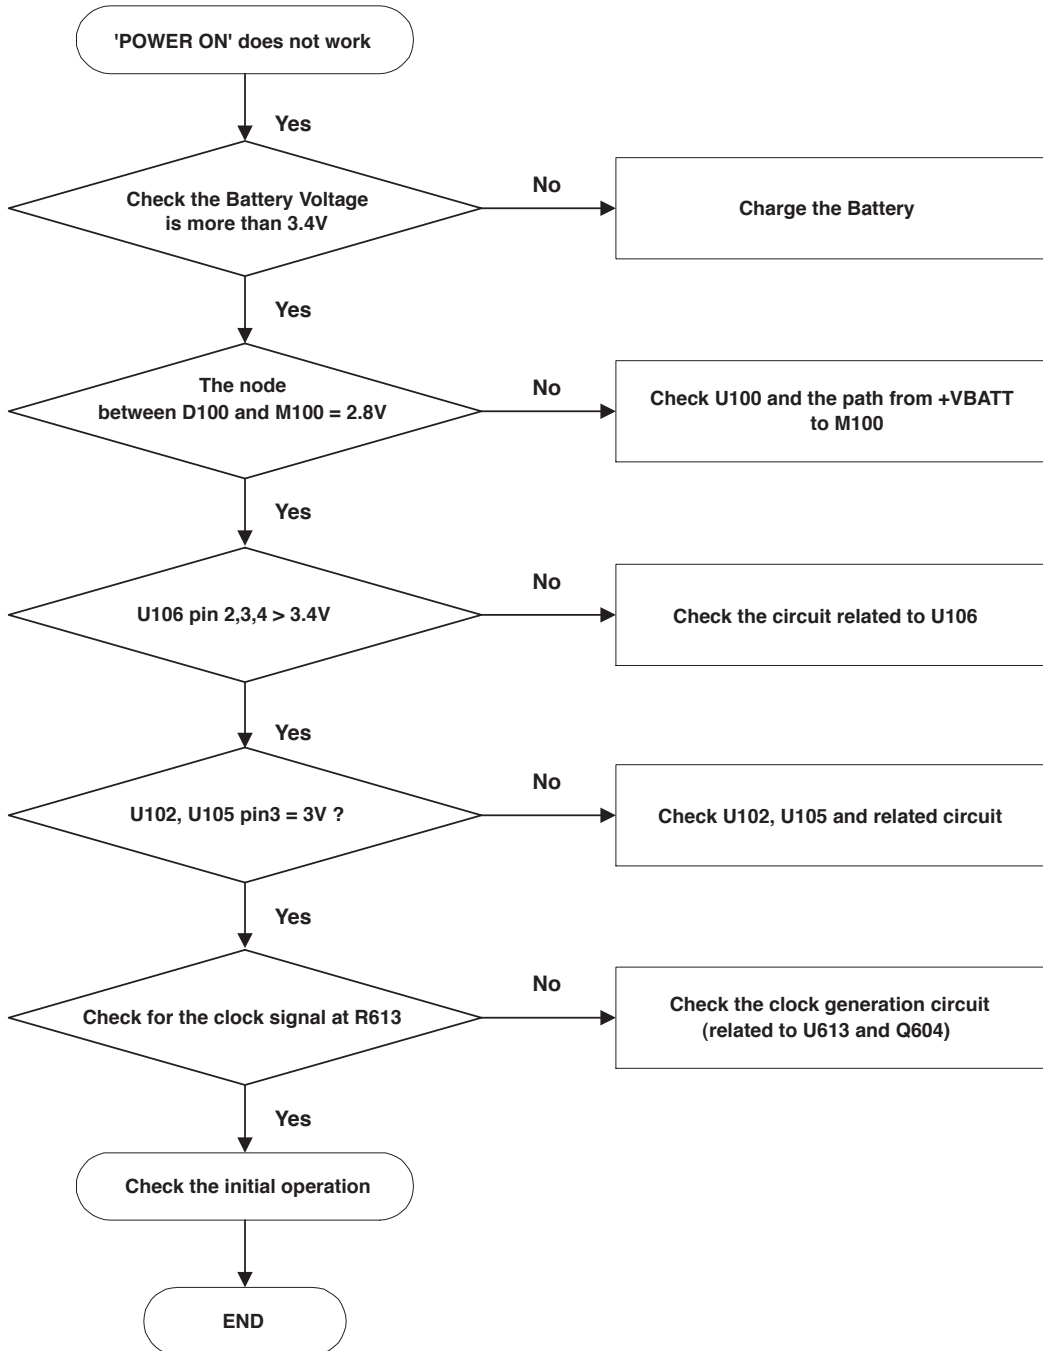 'POWER ON' does not work
Yes
Check the Battery Voltage
is more than 3.4V
No
Charge the Battery
Yes
The node
between D100 and M100 = 2.8V
No
Check U100 and the path from +VBATT
to M100
Yes
U106 pin 2,3,4 > 3.4V
No
Check the circuit related to U106
Yes
U102, U105 pin3 = 3V ?
No
Check U102, U105 and related circuit
Yes
Check for the clock signal at R613
No
Check the clock generation circuit
(related to U613 and Q604)
Yes
Check the initial operation
END